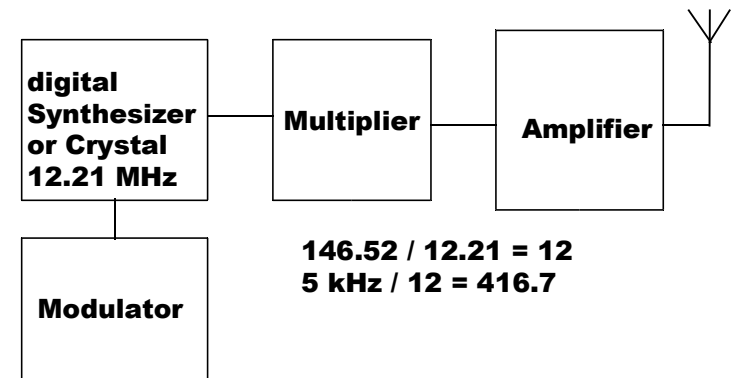 digital
Synthesizer
or Crystal
12.21 MHz
Multiplier
Amplifier
Modulator
146.52 / 12.21 = 12
5 kHz / 12 = 416.7